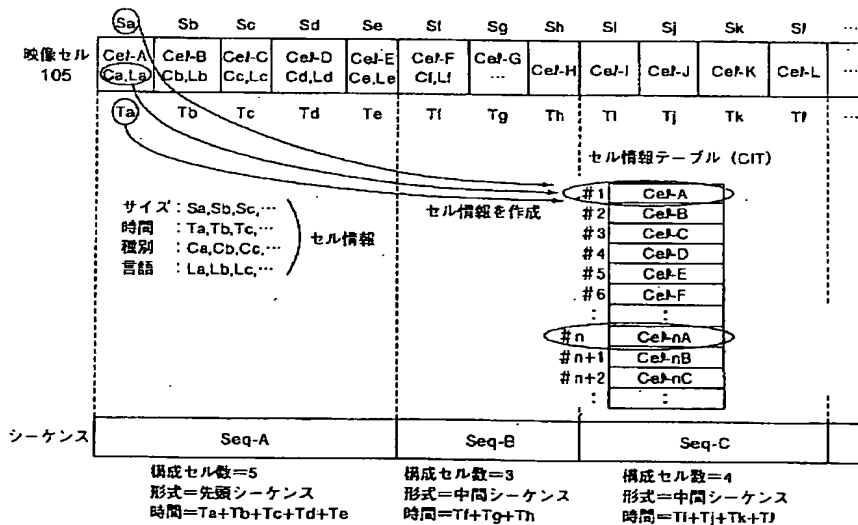 Sa Sb Sc Sd Se Sf Sg Sh Si Sj Sk Sl …
映像セル
105
Cel-A Cel-B Cel-C Cel-D Cel-E Cel-F Cel-G Cel-H Cel-I Cel-J Cel-K Cel-L …
Ca,La Cb,Lb Cc,Lc Cd,Ld Ce,Le Cf,Lf …
Ta Tb Tc Td Te Tf Tg Th Ti Tj Tk Tl …
セル情報テーブル (CIT)
サイズ:Sa,Sb,Sc,…
時間:Ta,Tb,Tc,…
種別:Ca,Cb,Cc,…
言語:La,Lb,Lc,…
セル情報
セル情報を作成
#1 Cel-A
#2 Cel-B
#3 Cel-C
#4 Cel-D
#5 Cel-E
#6 Cel-F
: :
#n Cel-nA
#n+1 Cel-nB
#n+2 Cel-nC
: :
シーケンス Seq-A Seq-B Seq-C
構成セル数=5
形式=先頭シーケンス
時間=Ta+Tb+Tc+Td+Te
構成セル数=3
形式=中間シーケンス
時間=Tf+Tg+Th
構成セル数=4
形式=中間シーケンス
時間=Ti+Tj+Tk+Tl